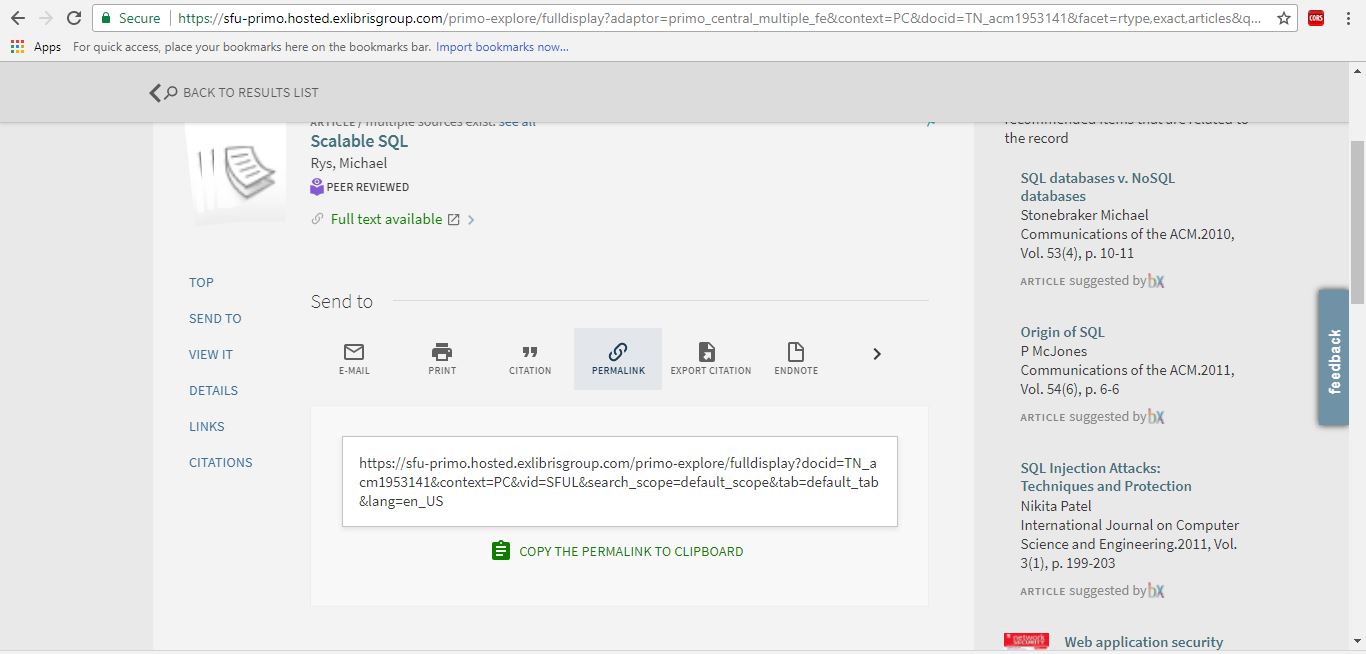 Secure
https://sfu-primo.hosted.exlibrisgroup.com/primo-explore/fulldisplay?adaptor=primo_central_multiple_fe&context=PC&docid=TN_acm1953141&facet=rtype,exact,articles&q...
CORS
Apps
For quick access, place your bookmarks here on the bookmarks bar. Import bookmarks now...
BACK TO RESULTS LIST
ARTICLE / multiple sources exist. see all
Scalable SQL
Rys, Michael
PEER REVIEWED
Full text available
TOP
SEND TO
VIEW IT
DETAILS
LINKS
CITATIONS
Send to
E-MAIL
PRINT
CITATION
PERMALINK
EXPORT CITATION
ENDNOTE
https://sfu-primo.hosted.exlibrisgroup.com/primo-explore/fulldisplay?docid=TN_a
cm1953141&context=PC&vid=SFUL&search_scope=default_scope&tab=default_tab
&lang=en_US
COPY THE PERMALINK TO CLIPBOARD
recommended items that are related to
the record
SQL databases v. NoSQL
databases
Stonebraker Michael
Communications of the ACM.2010,
Vol. 53(4), p. 10-11
ARTICLE suggested by bX
Origin of SQL
P McJones
Communications of the ACM.2011,
Vol. 54(6), p. 6-6
ARTICLE suggested by bX
SQL Injection Attacks:
Techniques and Protection
Nikita Patel
International Journal on Computer
Science and Engineering.2011, Vol.
3(1), p. 199-203
ARTICLE suggested by bX
network
SECURITY
Web application security
feedback